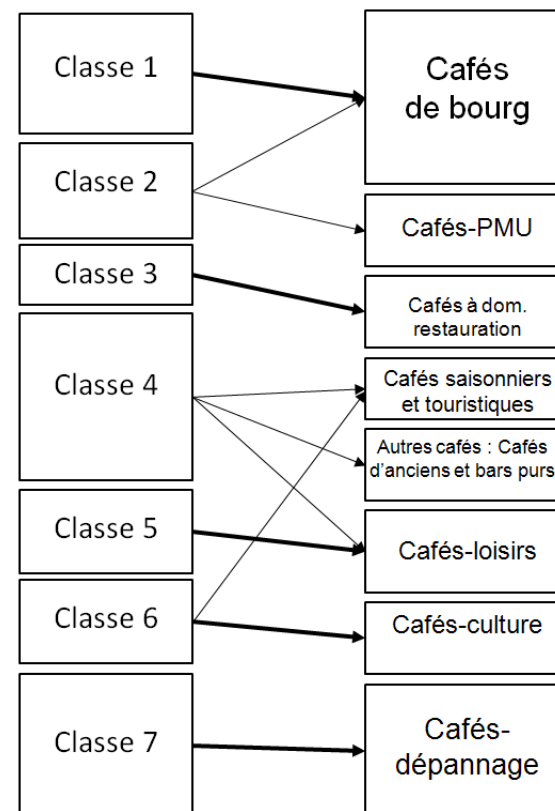 Classe 1
Classe 2
Classe 3
Classe 4
Classe 5
Classe 6
Classe 7
Cafés
de bourg
Cafés-PMU
Cafés à dom.
restauration
Cafés saisonniers
et touristiques
Autres cafés : Cafés
d'anciens et bars purs
Cafés-loisirs
Cafés-culture
Cafés-
dépannage